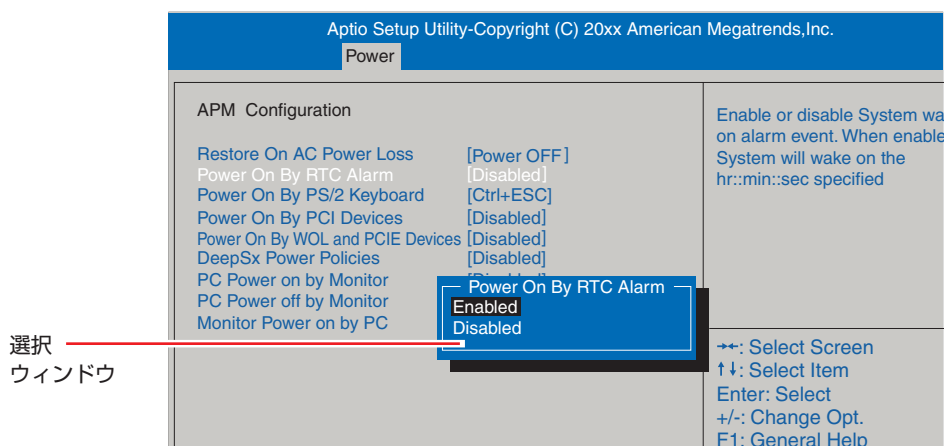 Aptio Setup Utility-Copyright (C) 20xx American Megatrends,Inc.
Power
APM Configuration
Restore On AC Power Loss [Power OFF]
Power On By RTC Alarm [Disabled]
Power On By PS/2 Keyboard [Ctrl+ESC]
Power On By PCI Devices [Disabled]
Power On By WOL and PCIE Devices [Disabled]
DeepSx Power Policies [Disabled]
PC Power on by Monitor
PC Power off by Monitor
Monitor Power on by PC
Power On By RTC Alarm
Enabled
Disabled
選択
ウィンドウ
Enable or disable System wa
on alarm event. When enable
System will wake on the
hr::min::sec specified
→←: Select Screen
↑↓: Select Item
Enter: Select
+/-: Change Opt.
F1: General Help